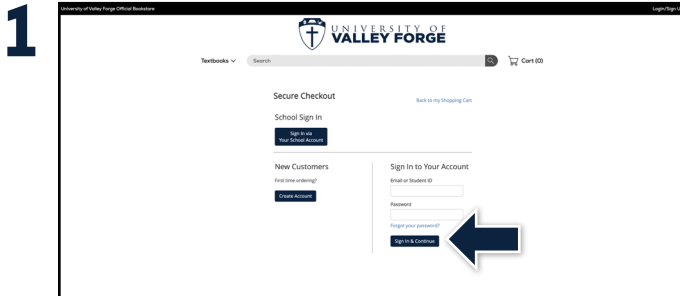 1
University of Valley Forge Official Bookstore
Login/Sign U
UNIVERSITY OF
VALLEY FORGE
Textbooks
Search
Cart (0)
Secure Checkout
Back to my Shopping Cart
School Sign In
Sign In via
Your School Account
New Customers
First time ordering?
Create Account
Sign In to Your Account
Email or Student ID
Password
Forgot your password?
Sign In & Continue